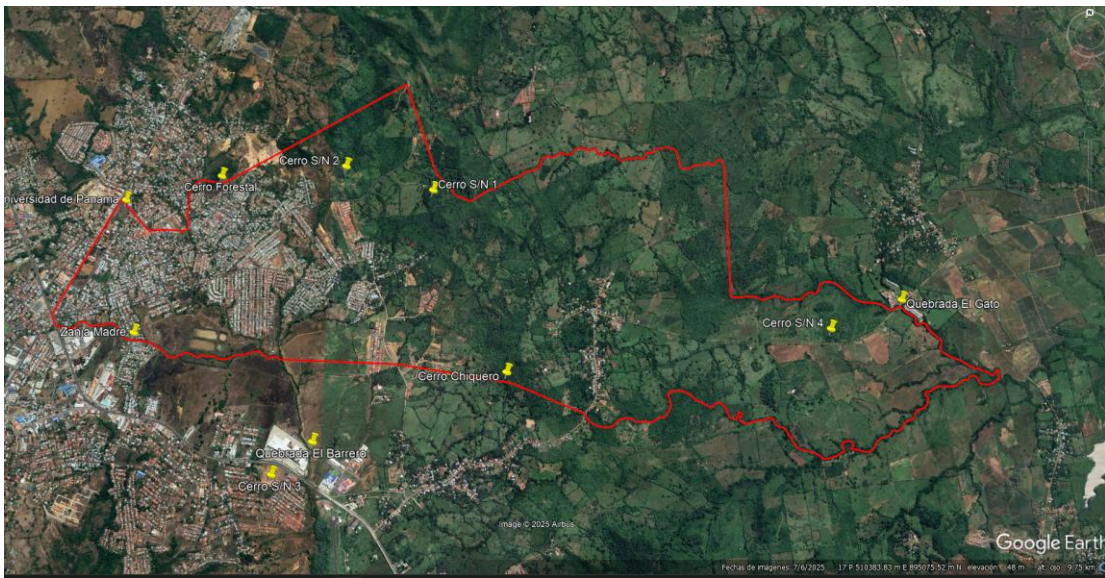 Cerro S/N 2
Cerro Forestal
Cerro S/N 1
niversidad de Panamá
Quebrada El Gato
Cerro S/N 4
Zanja Madre
Cerro Chiquero
Quebrada El Barrero
Cerro S/N 3
Image © 2025 Airbus
Google Earth
Fechas de imágenes: 7/6/2025 17 P 510383.83 m E 895075.52 m N elevación 48 m alt. ojo 9.75 km